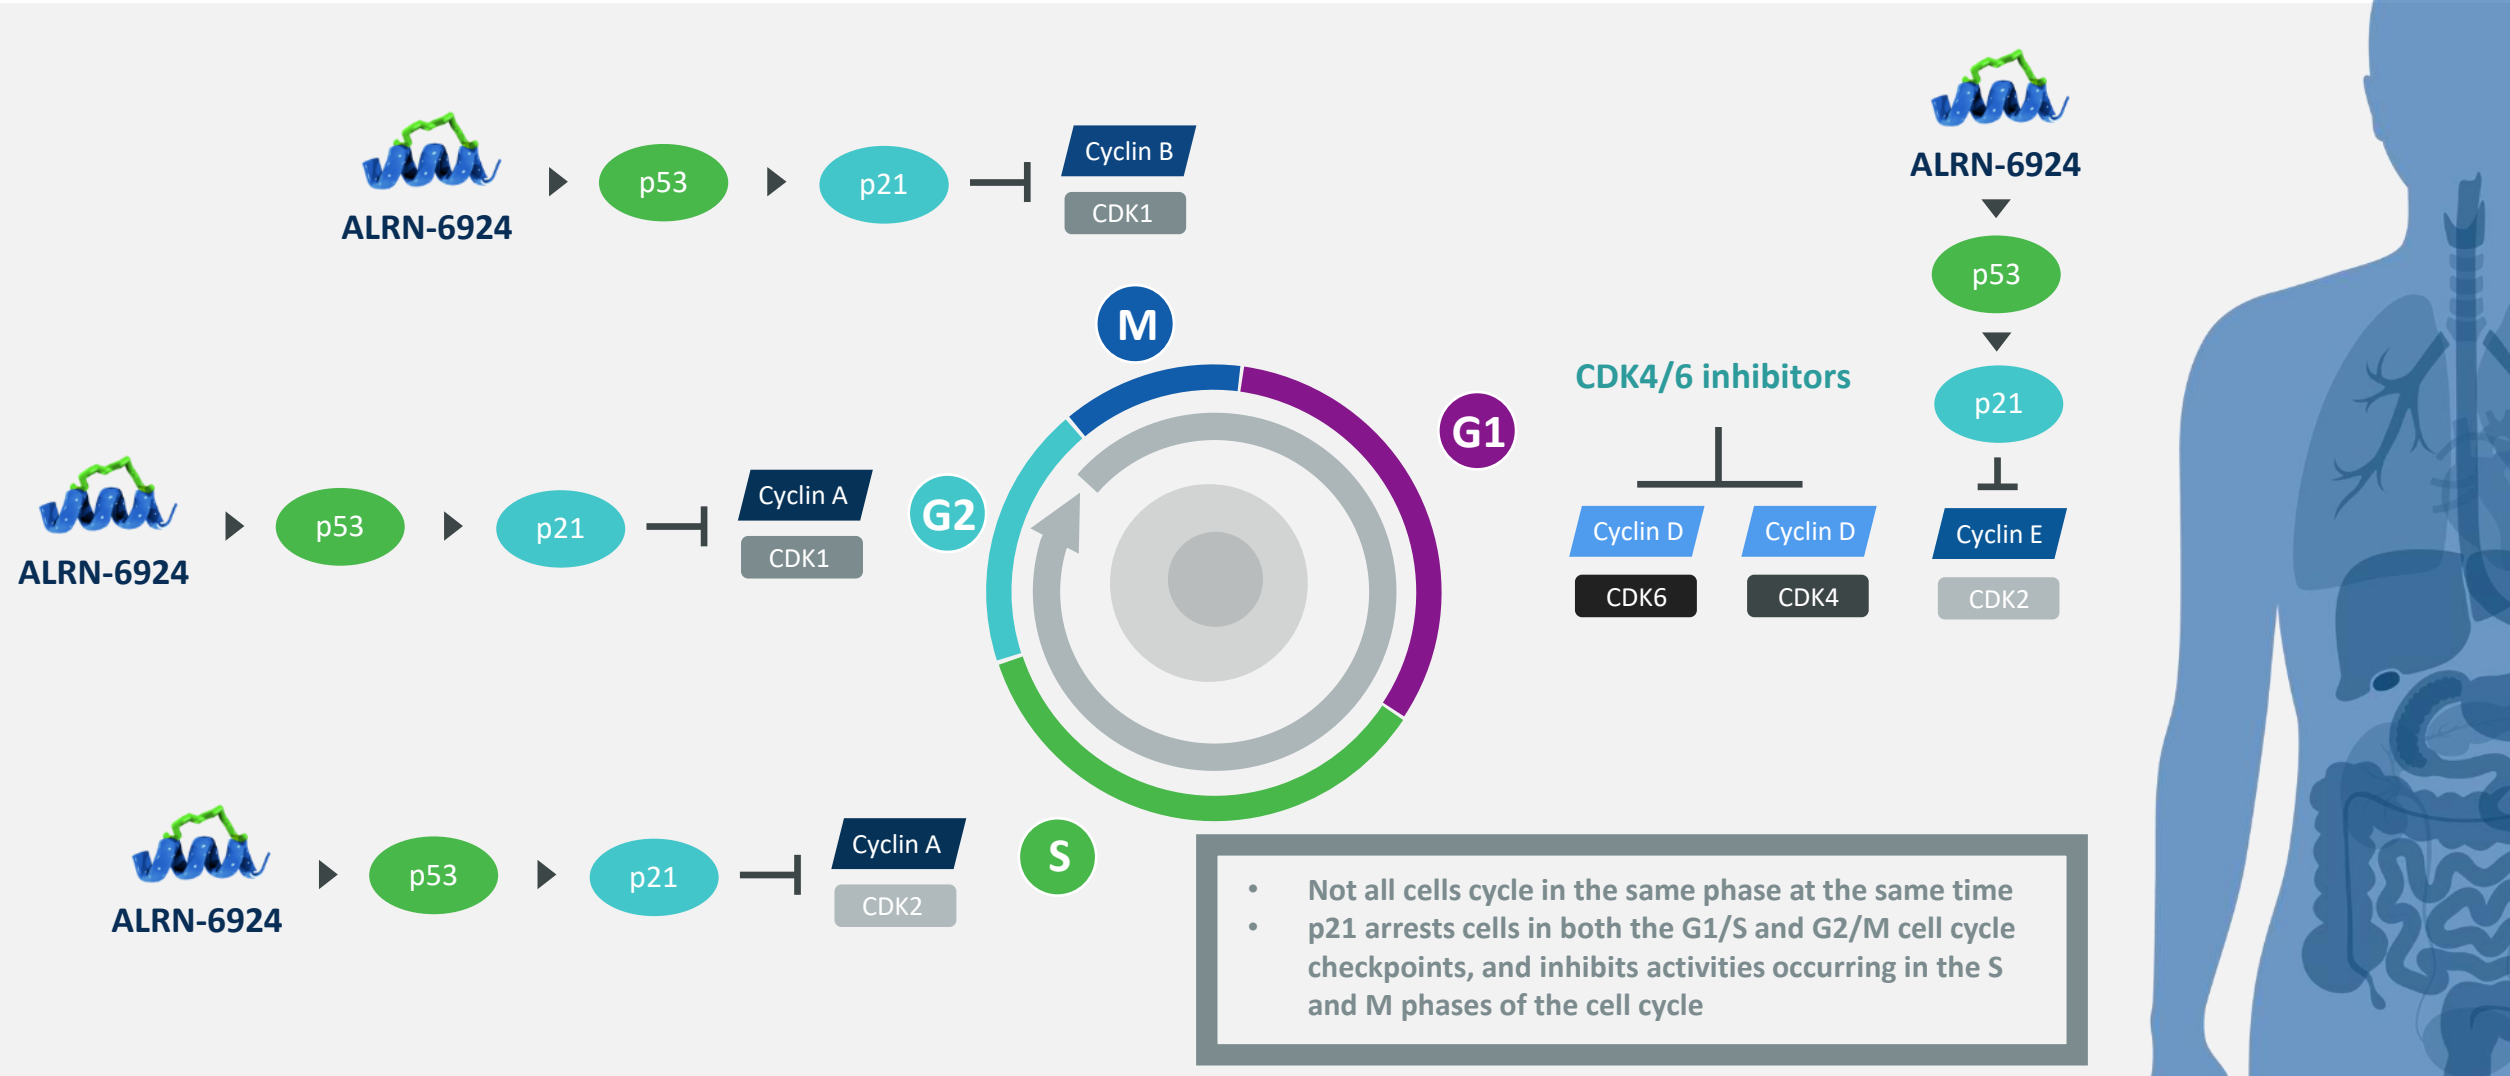 ALRN-6924
p53
p21
Cyclin B
CDK1
ALRN-6924
p53
p21
CDK4/6 inhibitors
Cyclin D
CDK6
Cyclin D
CDK4
Cyclin E
CDK2
M
G1
G2
S
ALRN-6924
p53
p21
Cyclin A
CDK1
ALRN-6924
p53
p21
Cyclin A
CDK2
• Not all cells cycle in the same phase at the same time
• p21 arrests cells in both the G1/S and G2/M cell cycle
checkpoints, and inhibits activities occurring in the S
and M phases of the cell cycle